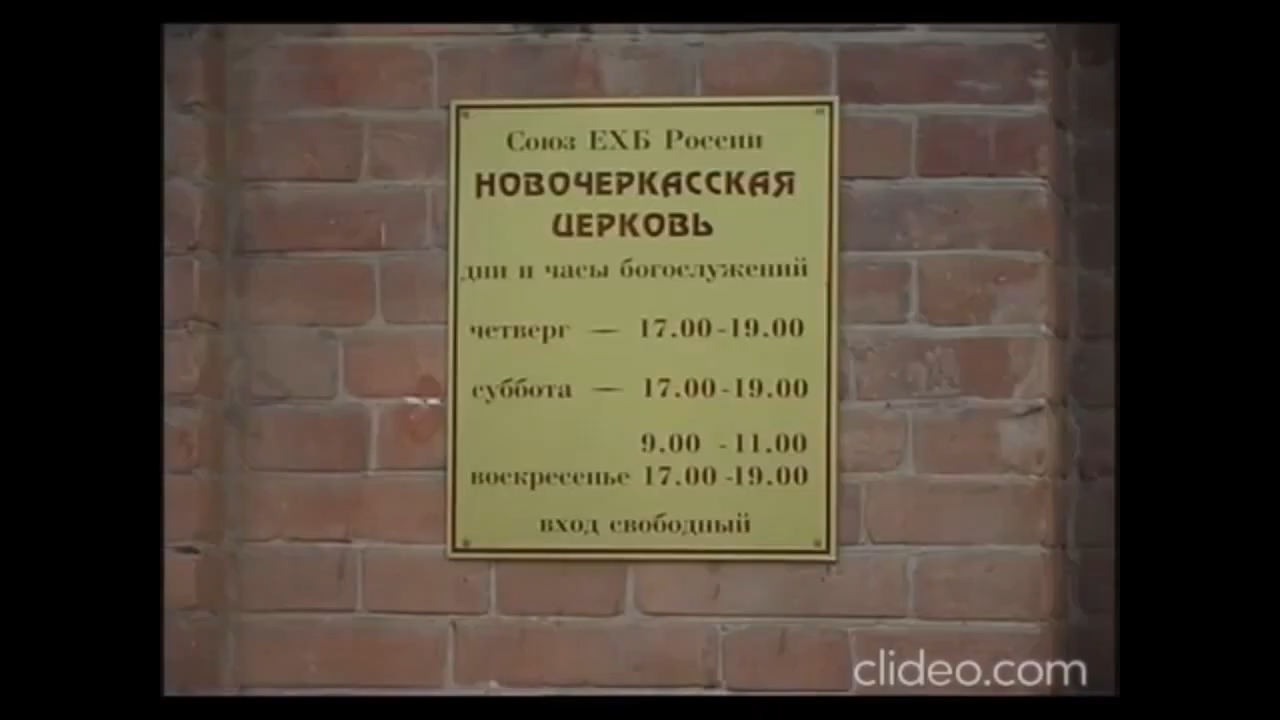 Союз ЕХБ России
НОВОЧЕРКАССКАЯ
ЦЕРКОВЬ
дни и часы богослужений
четверг — 17.00-19.00
суббота — 17.00-19.00
9.00 -11.00
воскресенье 17.00-19.00
вход свободный
clideo.com